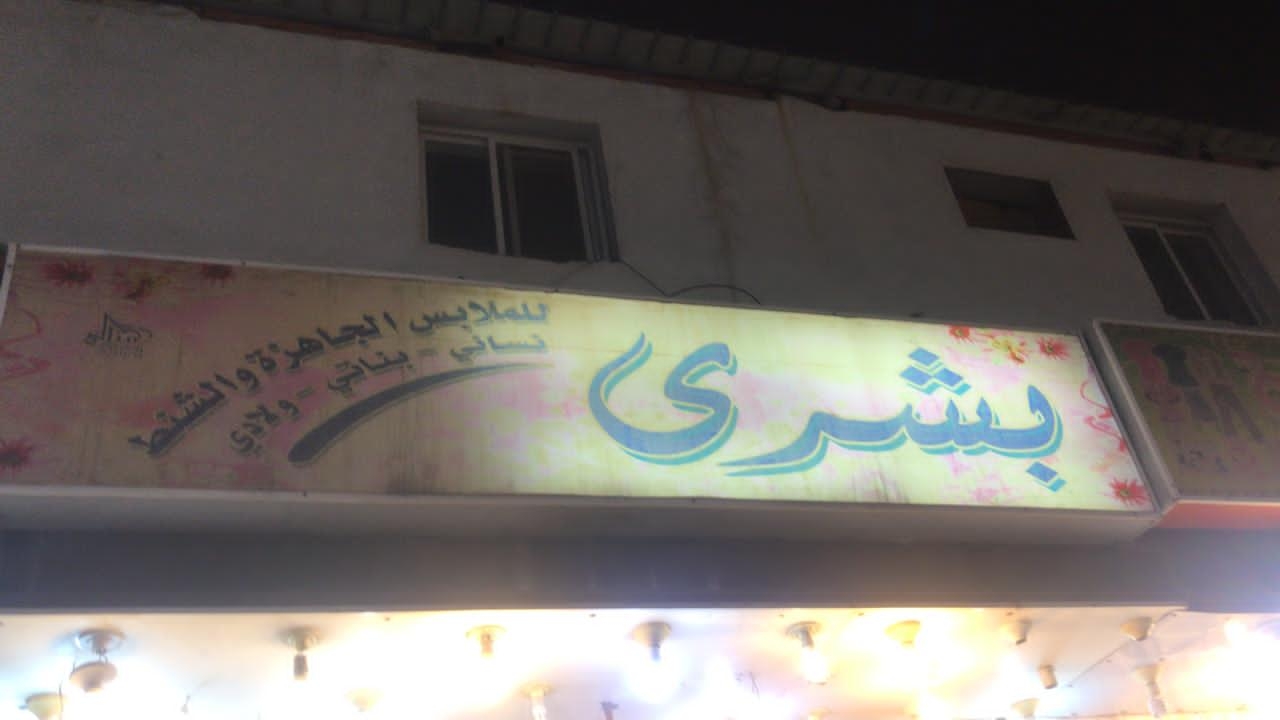 بشرى
للملابس الجاهزة والشنط
نسائي - بناتي - ولادي